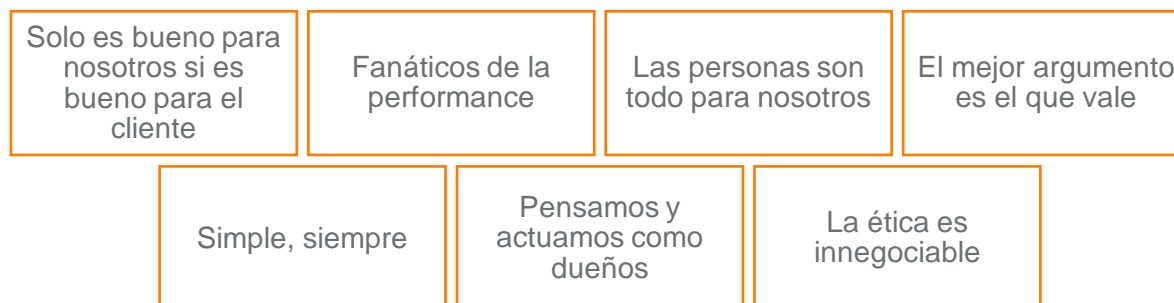 Solo es bueno para
nosotros si es
bueno para el
cliente
Fanáticos de la
performance
Las personas son
todo para nosotros
El mejor argumento
es el que vale
Simple, siempre
Pensamos y
actuamos como
dueños
La ética es
innegociable